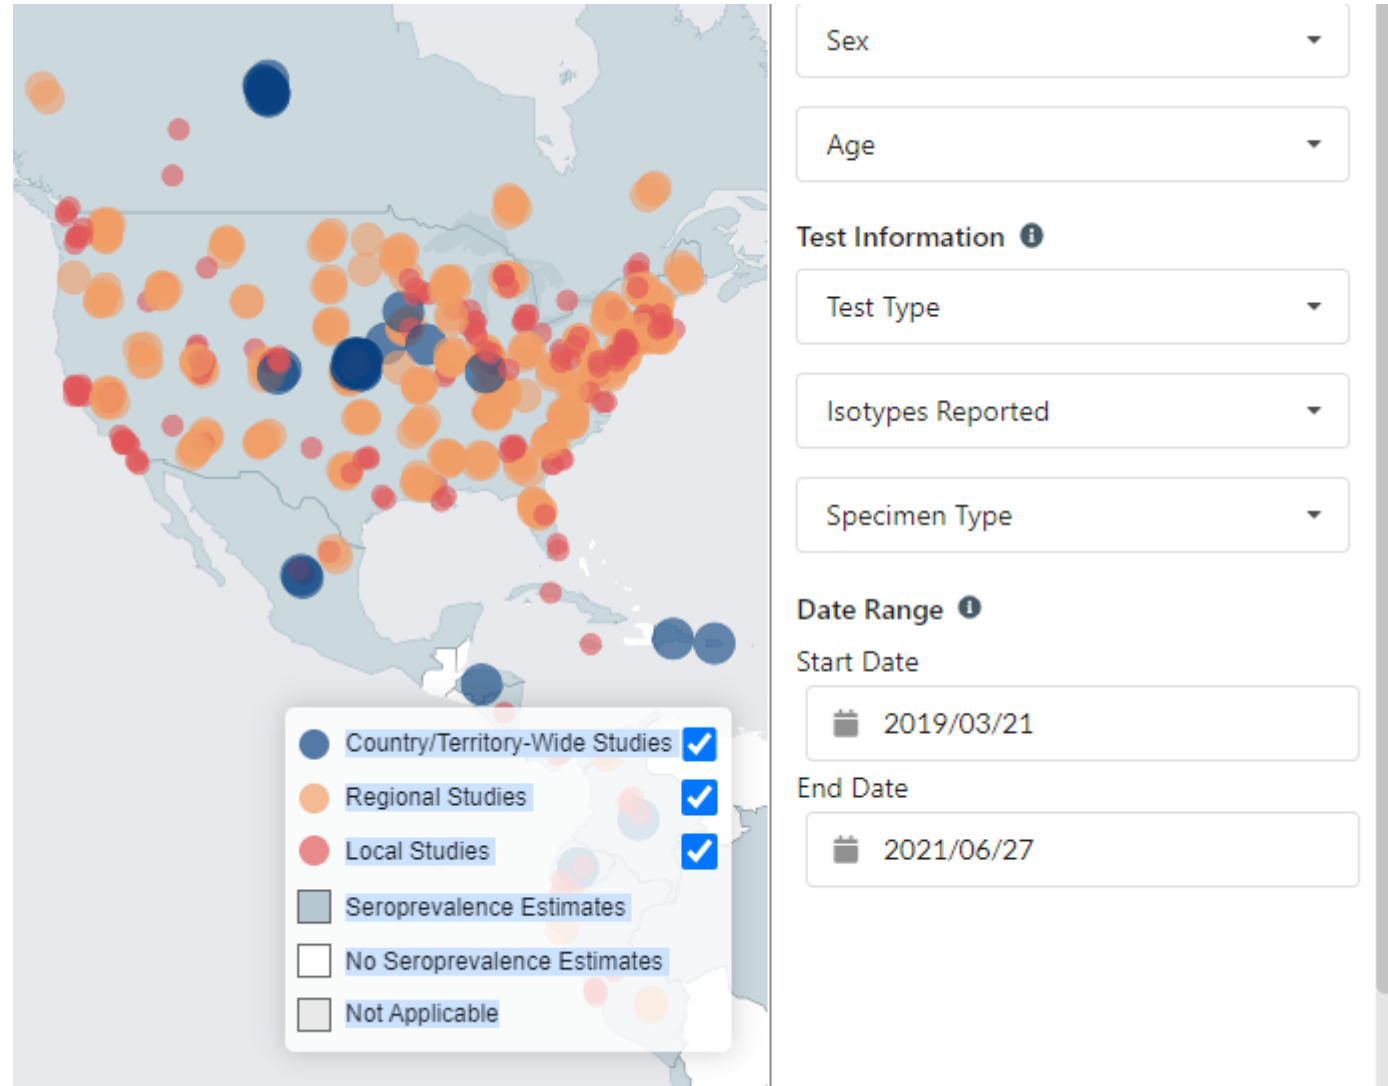 Sex
Age
Test Information
Test Type
Isotypes Reported
Specimen Type
Date Range
Start Date
2019/03/21
End Date
2021/06/27
Country/Territory-Wide Studies
Regional Studies
Local Studies
Seroprevalence Estimates
No Seroprevalence Estimates
Not Applicable